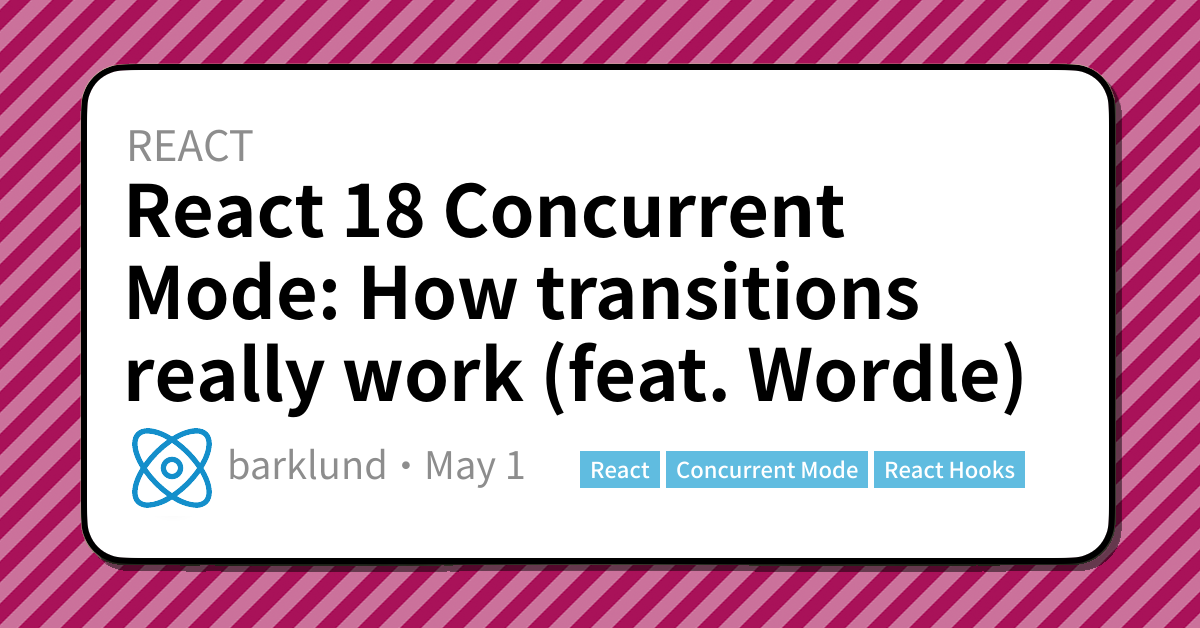 REACT
React 18 Concurrent
Mode: How transitions
really work (feat. Wordle)
barklund • May 1
React
Concurrent Mode
React Hooks